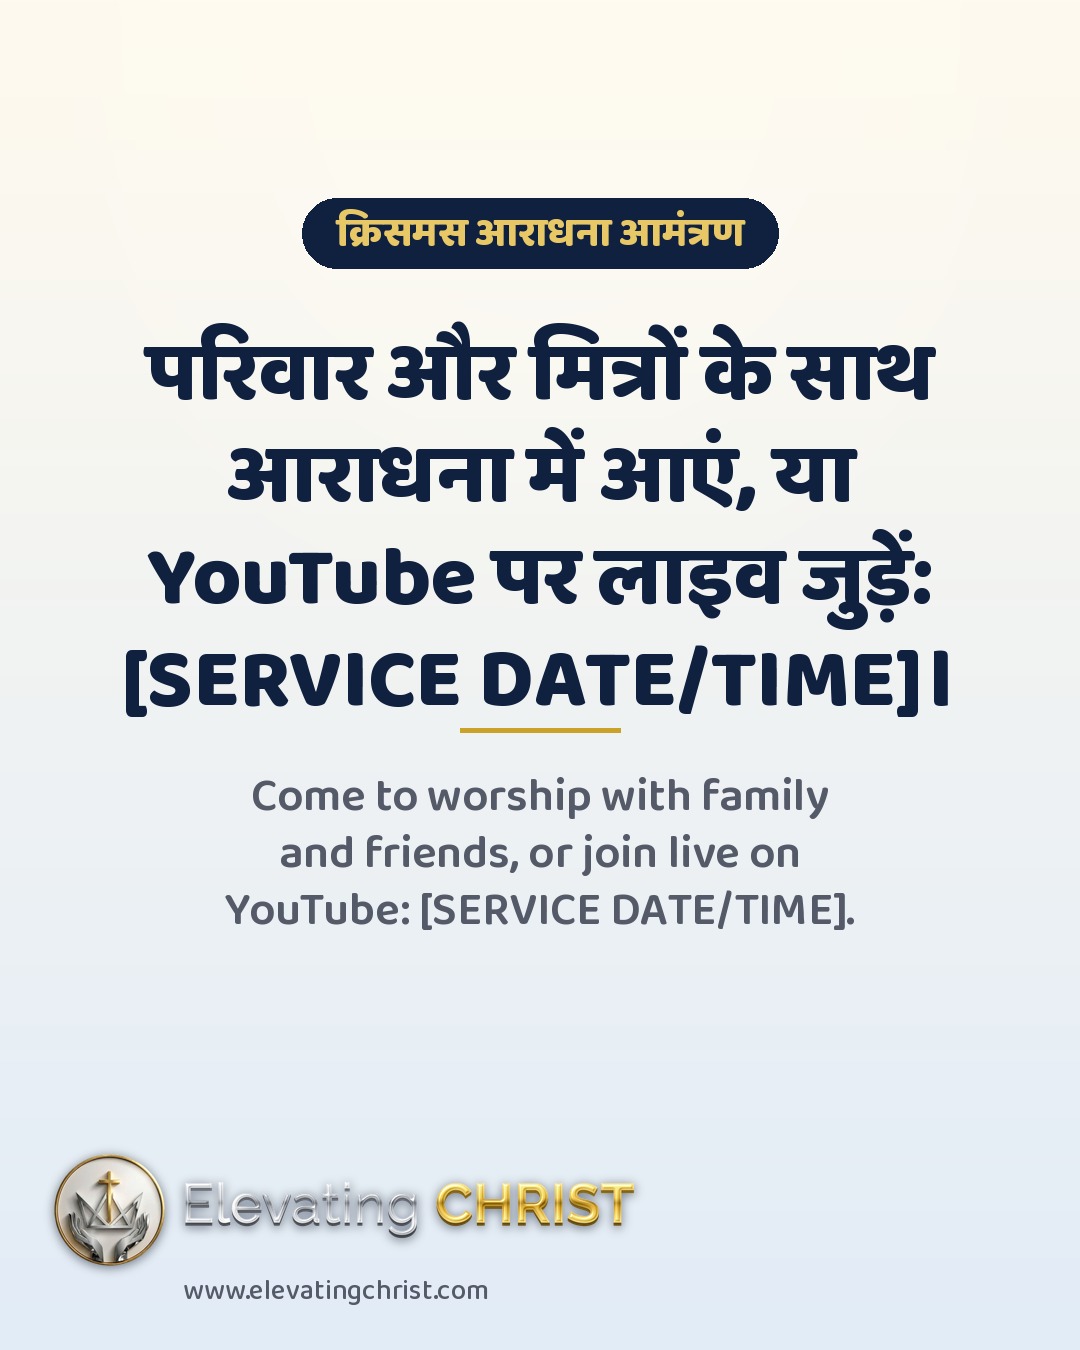 क्रिसमस आराधना आमंत्रण
परिवार और मित्रों के साथ
आराधना में आएं, या
YouTube पर लाइव जुड़ें:
[SERVICE DATE/TIME]।
Come to worship with family
and friends, or join live on
YouTube: [SERVICE DATE/TIME].
Elevating CHRIST
www.elevatingchrist.com